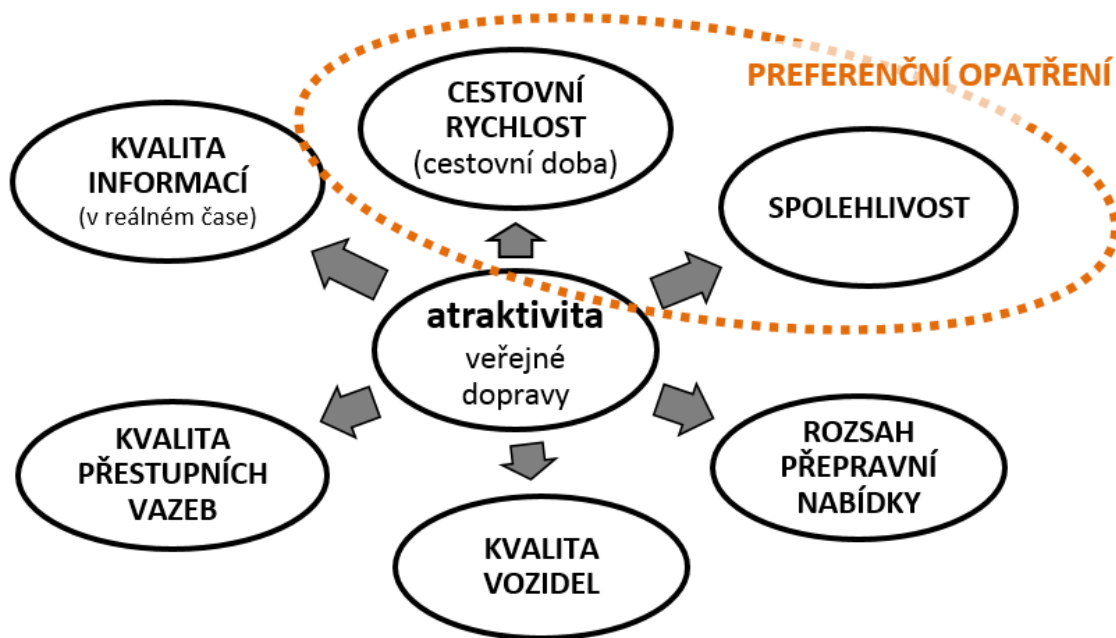 PREFERENČNÍ OPATŘENÍ
CESTOVNÍ
RYCHLOST
(cestovní doba)
KVALITA
INFORMACÍ
(v reálném čase)
SPOLEHLIVOST
atraktivita
veřejné
dopravy
KVALITA
PŘESTUPNÍCH
VAZEB
ROZSAH
PŘEPRAVNÍ
NABÍDKY
KVALITA
VOZIDEL